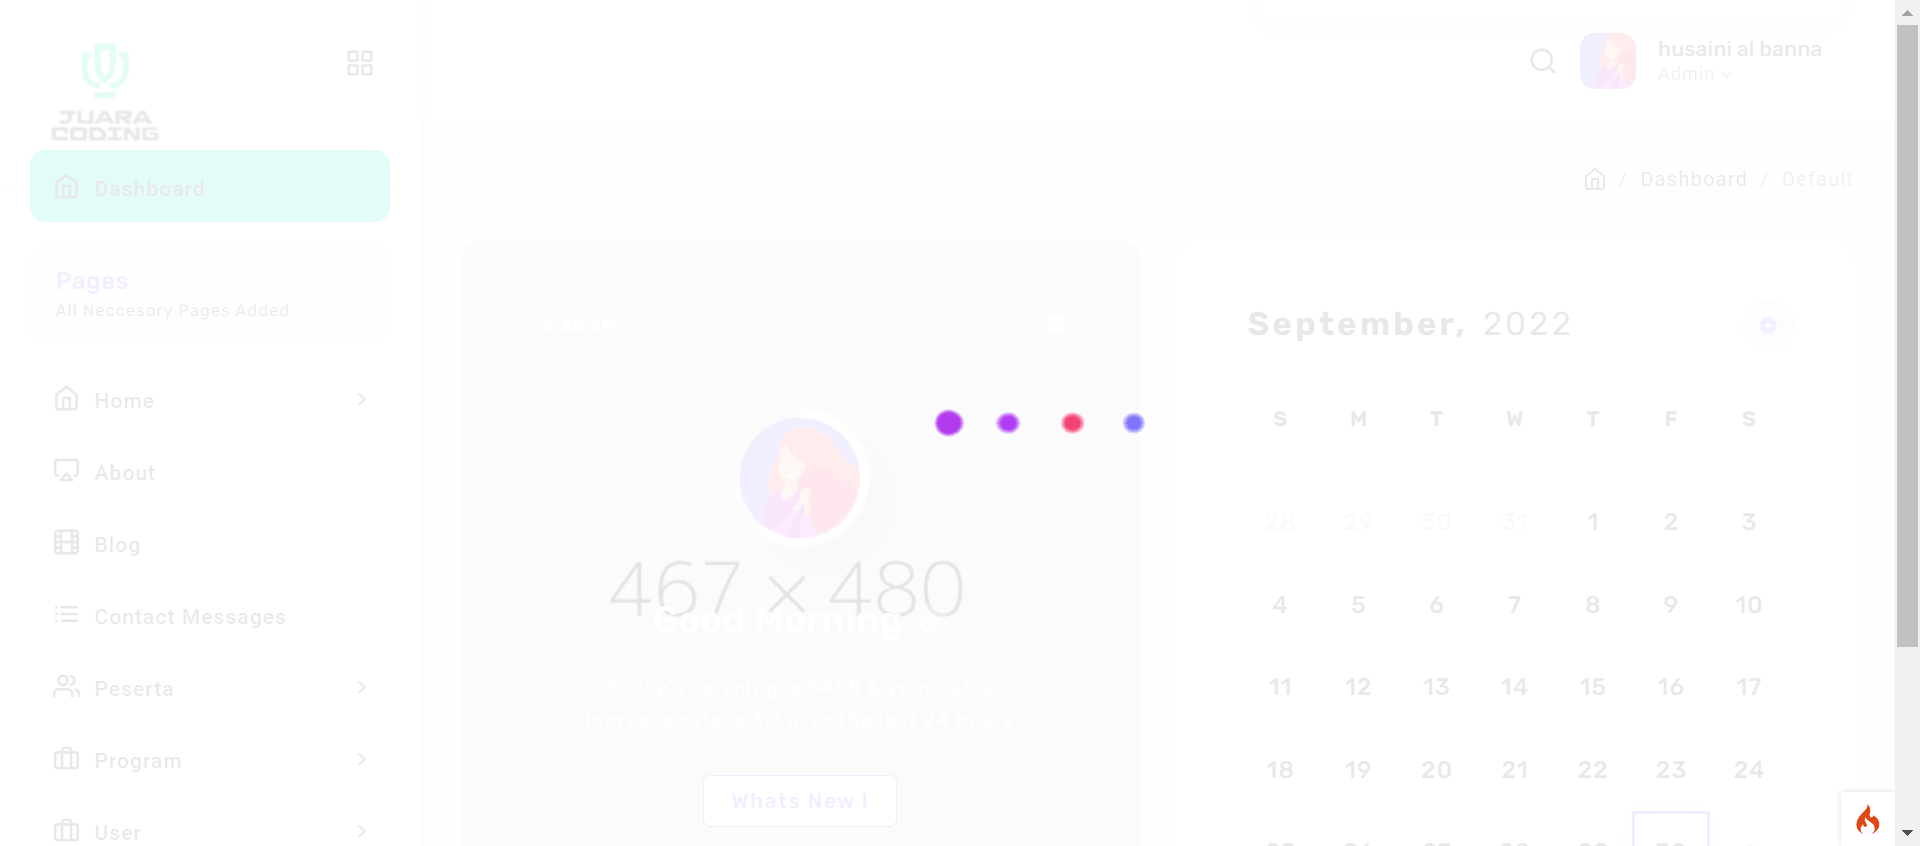 JUARA
CODING
husaini al banna
Admin
Dashboard
/ Dashboard / Default
Pages
All Neccesory Pages Added
Home
About
Blog
Contact Messages
Peserta
Program
User
8:45 AM
467 × 480
Good Morning
Today's earrning is $405 & your sales
increase rate is 3.7 over the last 24 hours
Whats New !
September, 2022
S M T W T F S
28 29 30 31 1 2 3
4 5 6 7 8 9 10
11 12 13 14 15 16 17
18 19 20 21 22 23 24